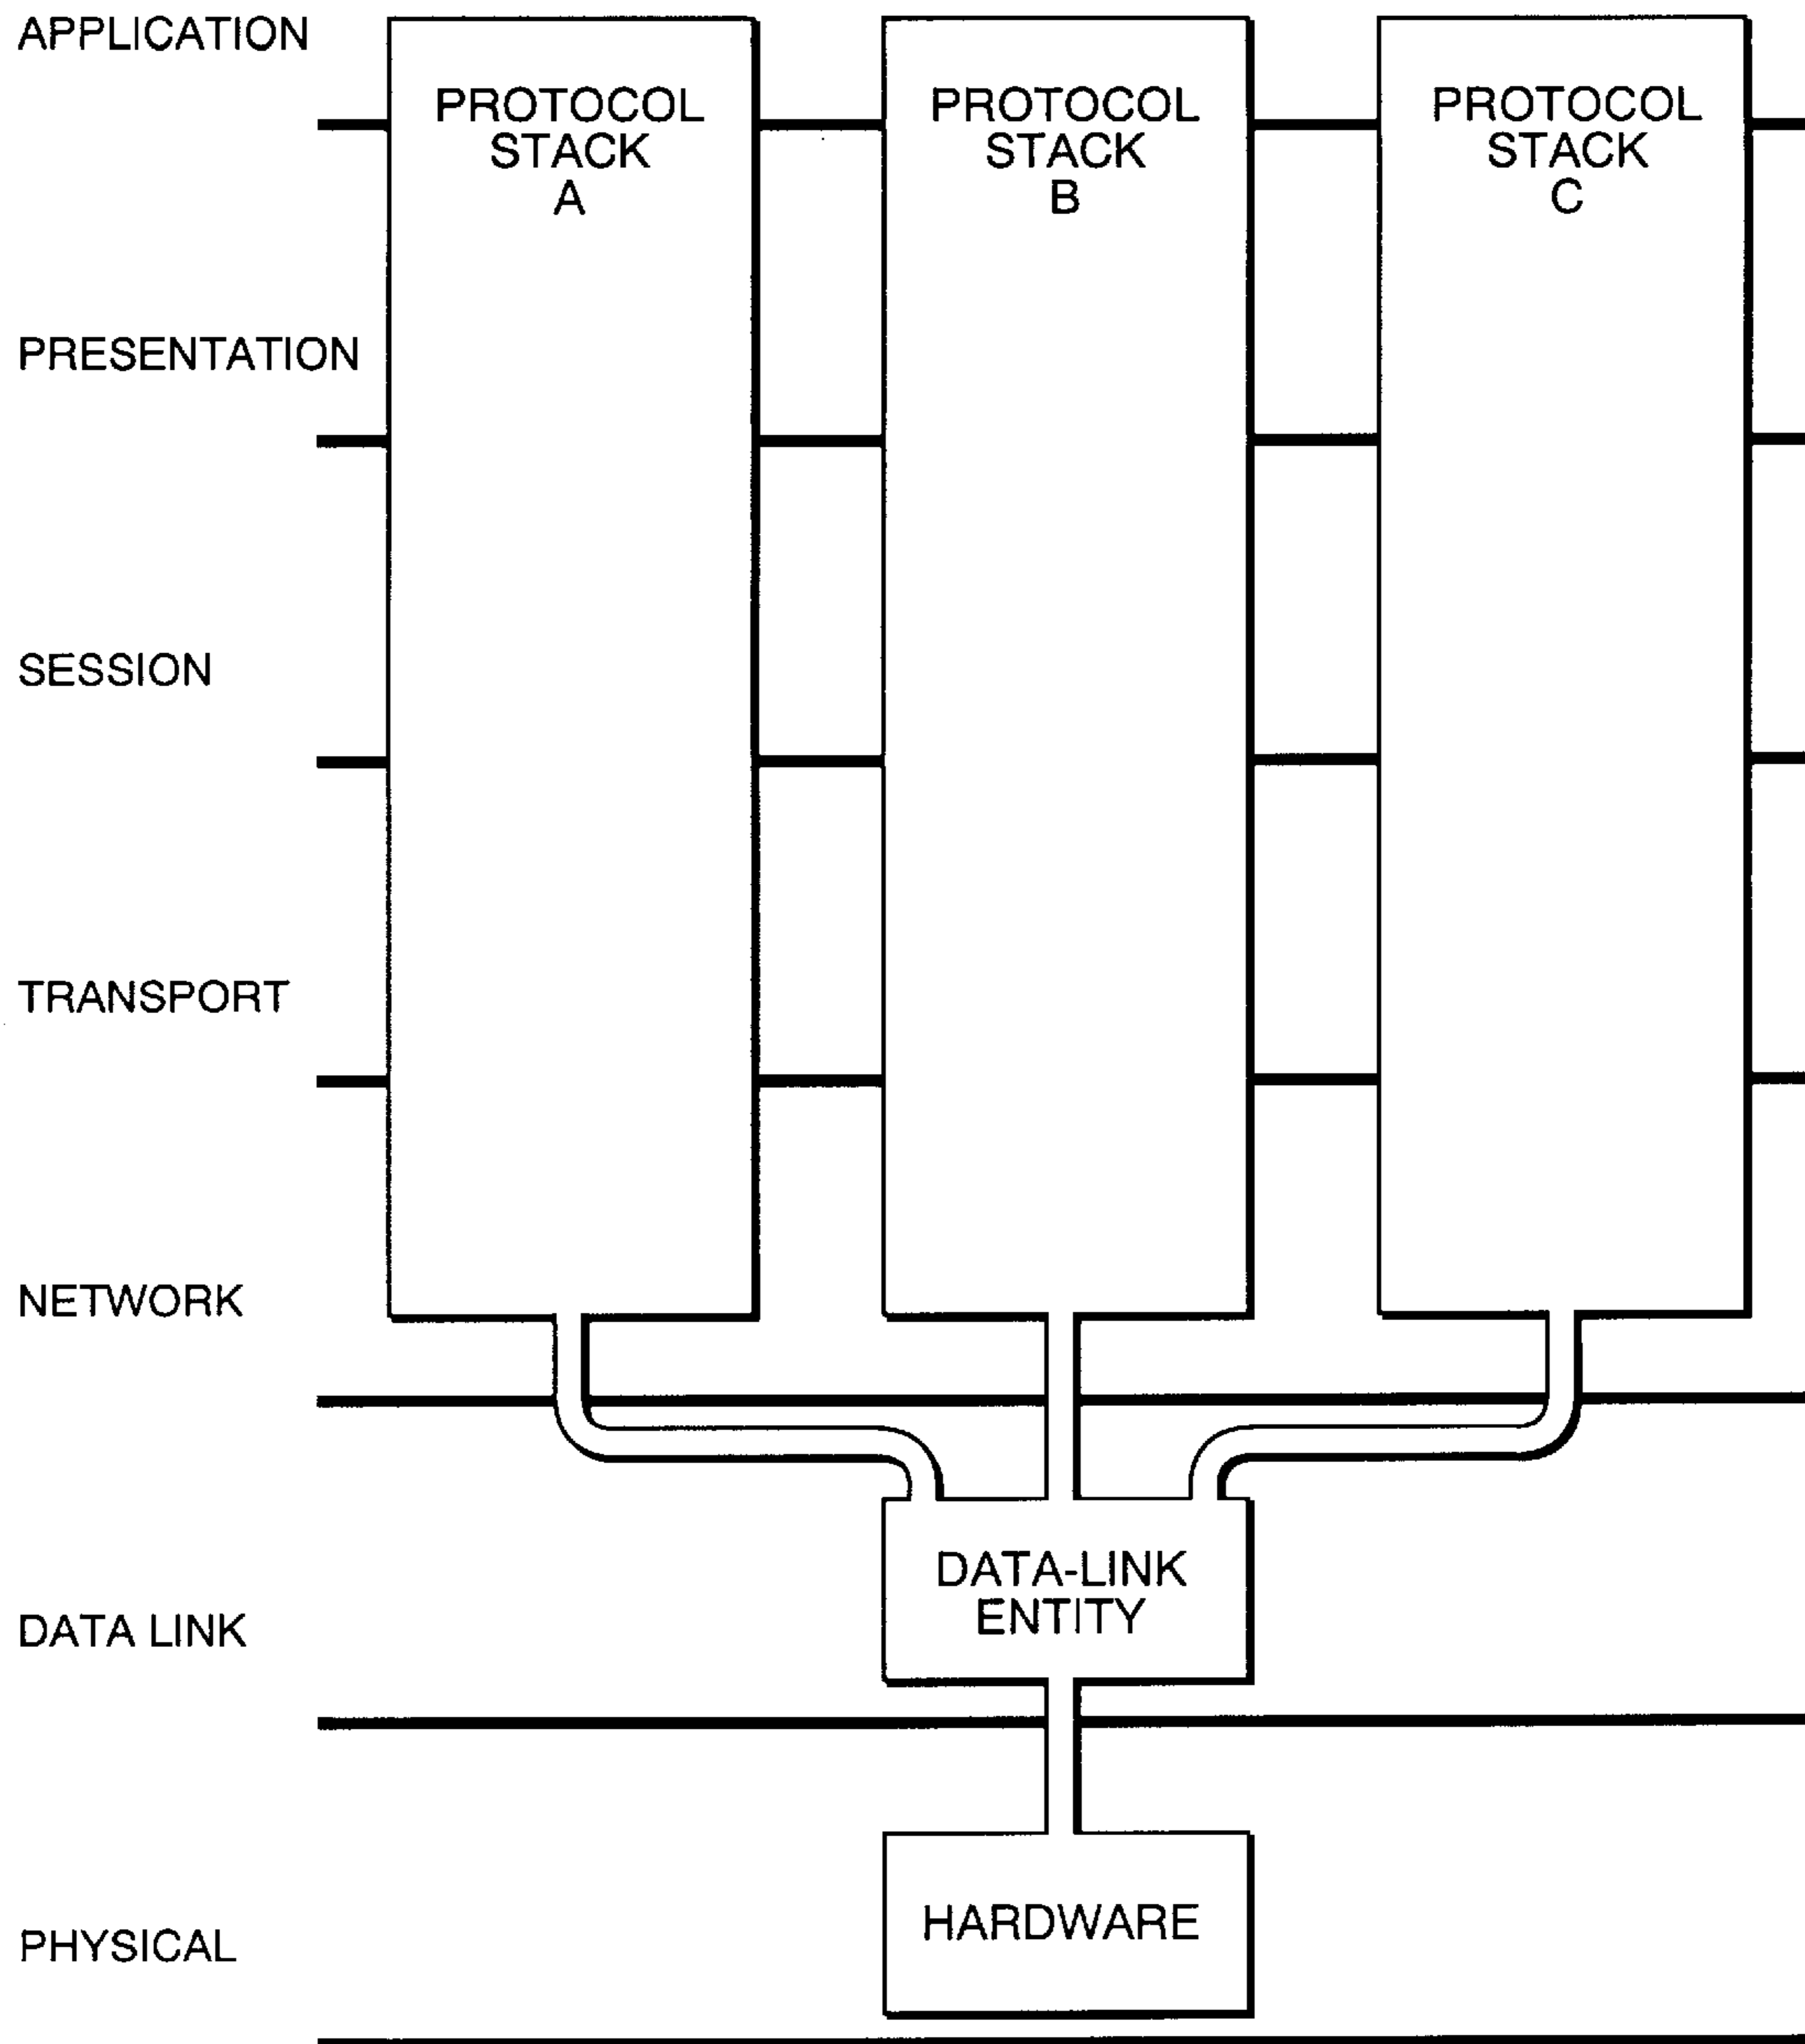 APPLICATION
PROTOCOL
STACK
A
PROTOCOL
STACK
B
PROTOCOL
STACK
C
PRESENTATION
SESSION
TRANSPORT
NETWORK
DATA LINK
DATA-LINK
ENTITY
PHYSICAL
HARDWARE